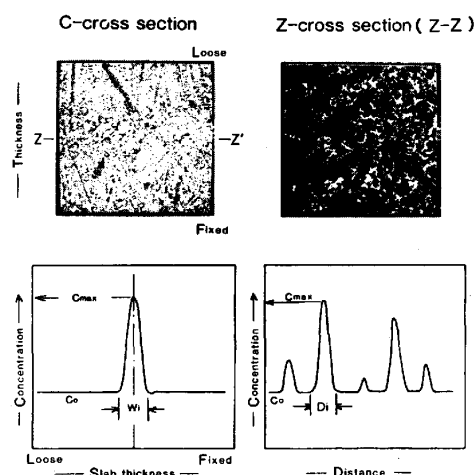 C-cross section
Z-cross section ( Z-Z )
Loose
Thickness
Z
Z'
Fixed
Cmax
Concentration
Co
Wi
Loose
Fixed
Slab thickness
Cmax
Concentration
Co
Di
Distance